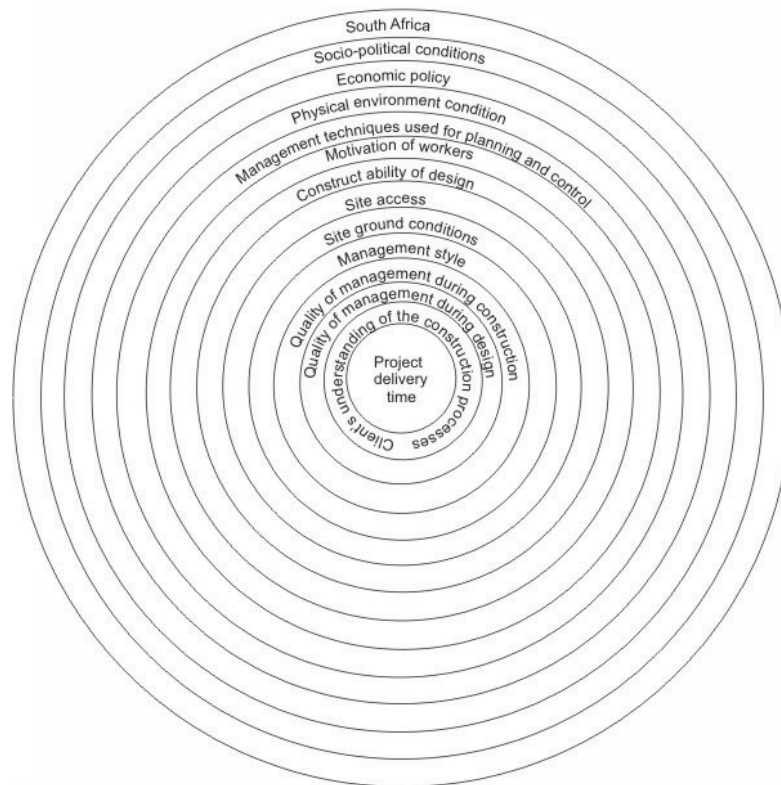 South Africa
Socio-political conditions
Economic policy
Physical environment condition
Management techniques used for planning and control
Motivation of workers
Construct ability of design
Site access
Site ground conditions
Management style
Quality of management during construction
Quality of management during design
Client's understanding of the construction processes
Project
delivery
time